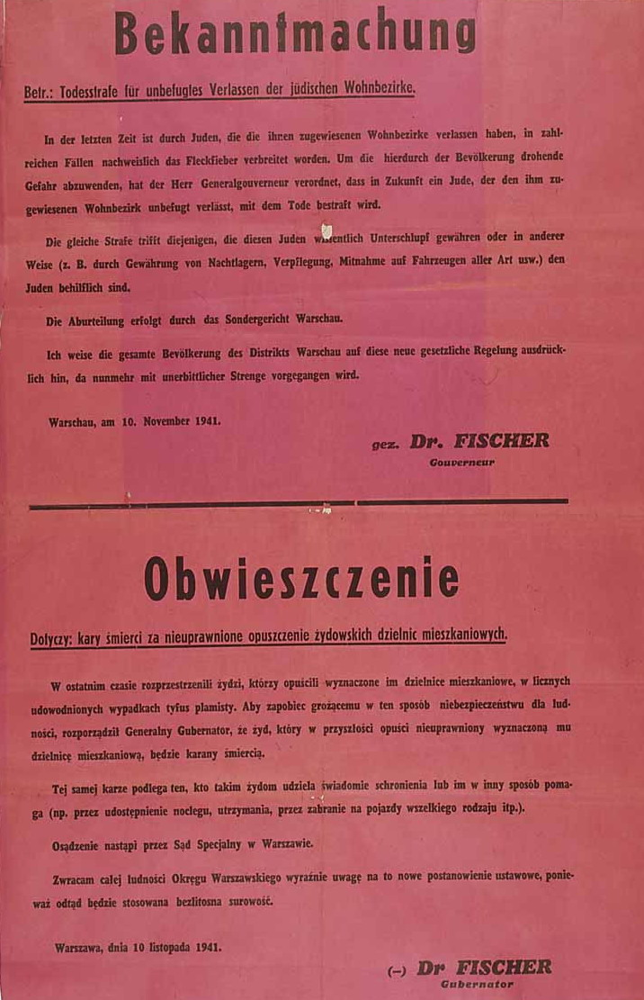 Bekanntmachung
Betr.: Todesstrafe für unbefugtes Verlassen der jüdischen Wohnbezirke.
In der letzten Zeit ist durch Juden, die die ihnen zugewiesenen Wohnbezirke verlassen haben, in zahl-
reichen Fällen nachweislich das Fleckfieber verbreitet worden. Um die hierdurch der Bevölkerung drohende
Gefahr abzuwenden, hat der Herr Generalgouverneur verordnet, dass in Zukunft ein Jude, der den ihm zu-
gewiesenen Wohnbezirk unbefugt verlässt, mit dem Tode bestraft wird.
Die gleiche Strafe trifft diejenigen, die diesen Juden wissentlich Unterschlupf gewähren oder in anderer
Weise (z. B. durch Gewährung von Nachtlagern, Verpflegung, Mitnahme auf Fahrzeugen aller Art usw.) den
Juden behilflich sind.
Die Aburteilung erfolgt durch das Sondergericht Warschau.
Ich weise die gesamte Bevölkerung des Distrikts Warschau auf diese neue gesetzliche Regelung ausdrück-
lich hin, da nunmehr mit unerbittlicher Strenge vorgegangen wird.
Warschau, am 10. November 1941.
gez. Dr. FISCHER
Gouverneur
Obwieszczenie
Dotyczy: kary śmierci za nieuprawnione opuszczenie żydowskich dzielnic mieszkaniowych.
W ostatnim czasie rozprzestrzenili żydzi, którzy opuścili wyznaczone im dzielnice mieszkaniowe, w licznych
udowodnionych wypadkach tyfus plamisty. Aby zapobiec grożącemu w ten sposób niebezpieczeństwu dla lud-
ności, rozporządził Generalny Gubernator, że żyd, który w przyszłości opuści nieuprawniony wyznaczoną mu
dzielnicę mieszkaniową, będzie karany śmiercią.
Tej samej karze podlega ten, kto takim żydom udziela świadomie schronienia lub im w inny sposób poma-
ga (np. przez udostępnienie noclegu, utrzymania, przez zabranie na pojazdy wszelkiego rodzaju itp.).
Osądzenie nastąpi przez Sąd Specjalny w Warszawie.
Zwracam całej ludności Okręgu Warszawskiego wyraźnie uwagę na to nowe postanowienie ustawowe, ponie-
waż odtąd będzie stosowana bezlitosna surowość.
Warszawa, dnia 10 listopada 1941.
(—) Dr FISCHER
Gubernator